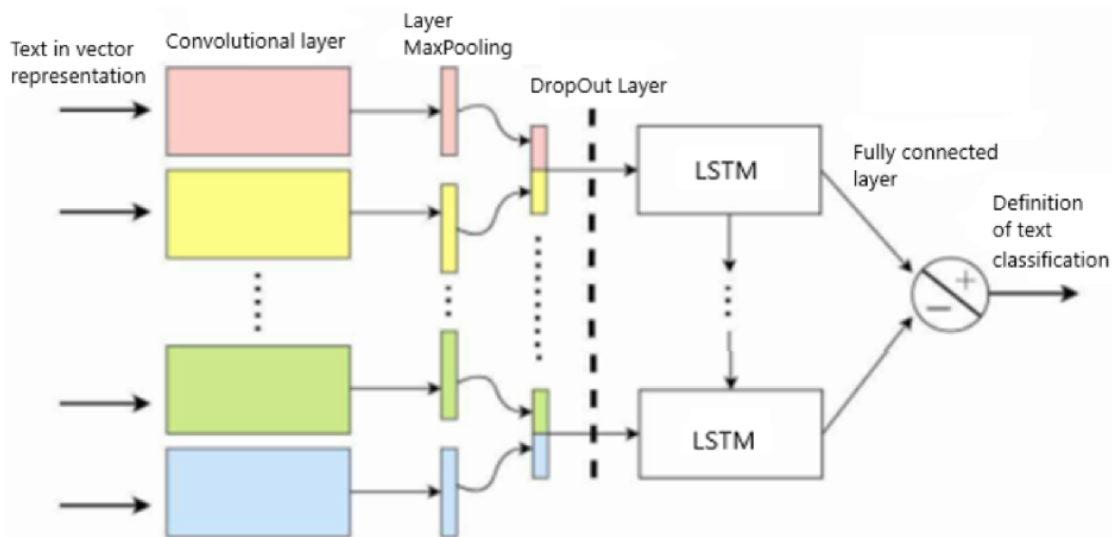 Text in vector
representation
Convolutional layer
Layer
MaxPooling
DropOut Layer
LSTM
LSTM
Fully connected
layer
Definition
of text
classification
+
−